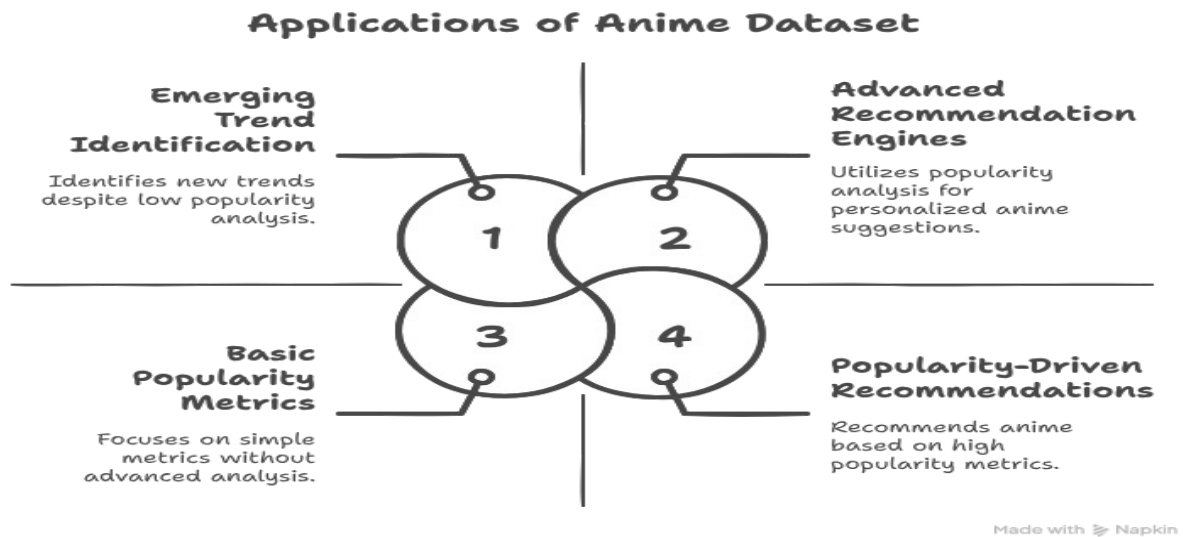 Applications of Anime Dataset
Emerging
Trend
Identification
Identifies new trends
despite low popularity
analysis.
Advanced
Recommendation
Engines
Utilizes popularity
analysis for
personalized anime
suggestions.
1
2
3
4
Basic
Popularity
Metrics
Focuses on simple
metrics without
advanced analysis.
Popularity-Driven
Recommendations
Recommends anime
based on high
popularity metrics.
Made with Napkin